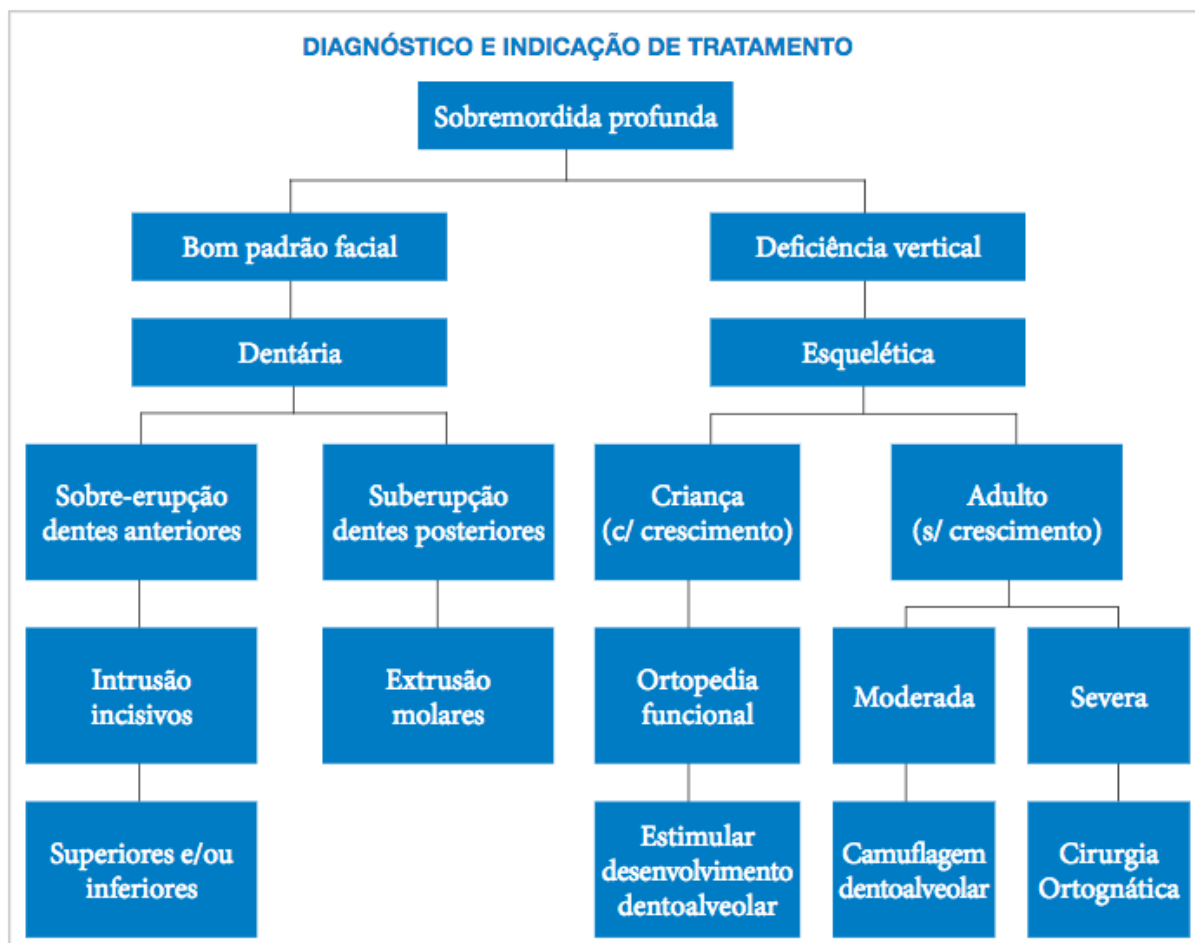 DIAGNÓSTICO E INDICAÇÃO DE TRATAMENTO
Sobremordida profunda
Bom padrão facial
Deficiência vertical
Dentária
Esquelética
Sobre-erupção
dentes anteriores
Suberupção
dentes posteriores
Criança
(c/ crescimento)
Adulto
(s/ crescimento)
Intrusão
incisivos
Extrusão
molares
Ortopedia
funcional
Moderada
Severa
Superiores e/ou
inferiores
Estimular
desenvolvimento
dentoalveolar
Camuflagem
dentoalveolar
Cirurgia
Ortognática